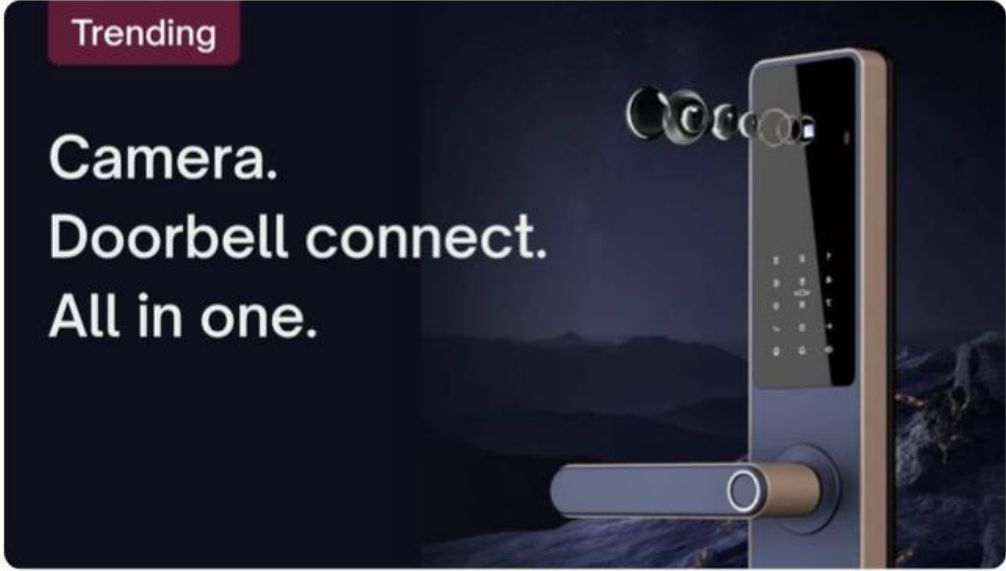 Trending
Camera.
Doorbell connect.
All in one.